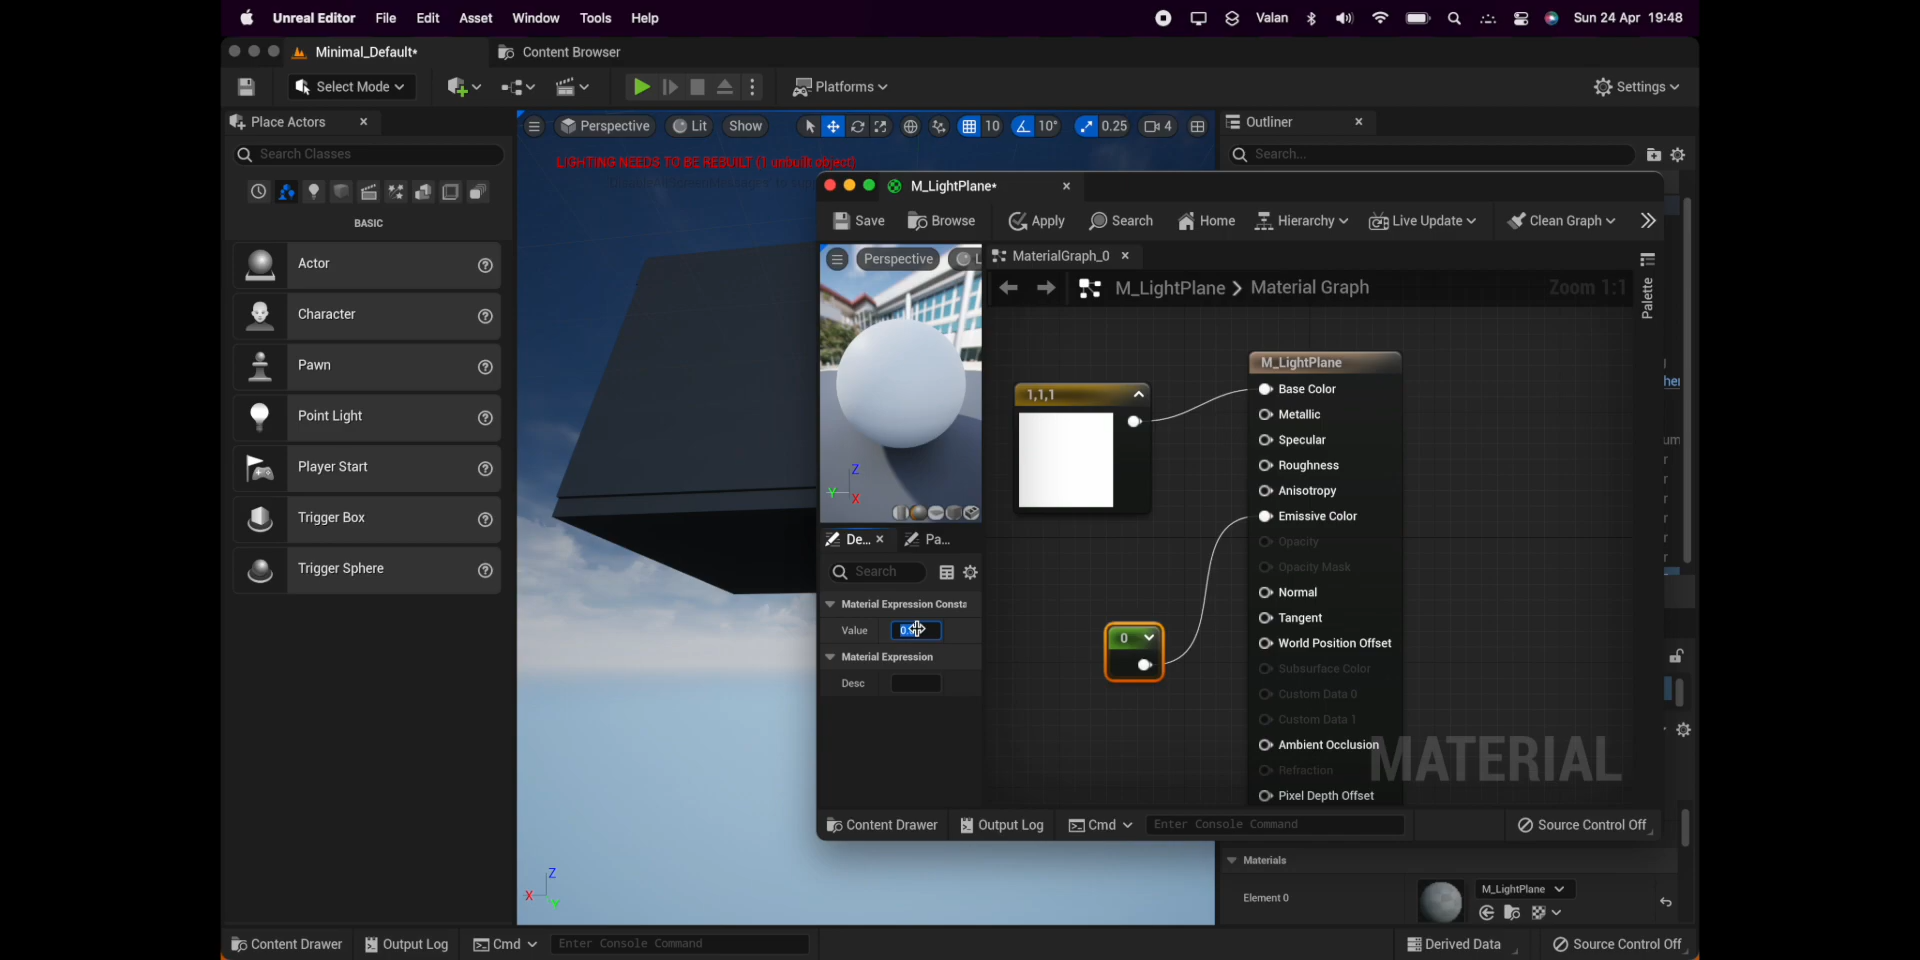 Unreal Editor File Edit Asset Window Tools Help Valan Sun 24 Apr 19:48
Minimal_Default* Content Browser
Select Mode Platforms Settings
Place Actors Perspective Lit Show 10 10° 0.25 4 Outliner
Search Classes Search...
LIGHTING NEEDS TO BE REBUILT (1 unbuilt object)
BASIC
Actor
Character
Pawn
Point Light
Player Start
Trigger Box
Trigger Sphere
M_LightPlane*
Save Browse Apply Search Home Hierarchy Live Update Clean Graph
Perspective L MaterialGraph_0
M_LightPlane > Material Graph Zoom 1:1
Palette
Z
Y
X
De... Pa...
Search
Material Expression Consta
Value
Material Expression
Desc
1,1,1
0
M_LightPlane
Base Color
Metallic
Specular
Roughness
Anisotropy
Emissive Color
Opacity
Opacity Mask
Normal
Tangent
World Position Offset
Subsurface Color
Custom Data 0
Custom Data 1
Ambient Occlusion
Refraction
Pixel Depth Offset
MATERIAL
Content Drawer Output Log Cmd Enter Console Command Source Control Off
Z
X
Y
Materials
Element 0 M_LightPlane
Content Drawer Output Log Cmd Enter Console Command Derived Data Source Control Off